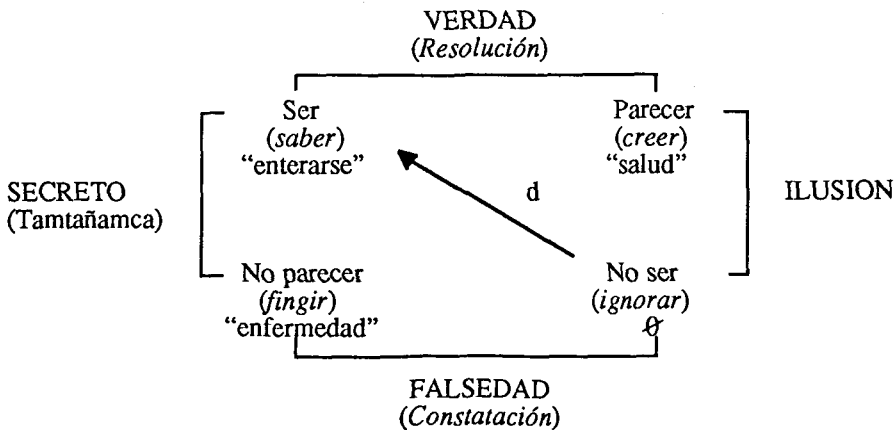 VERDAD
(Resolución)
Ser
(saber)
“enterarse”
Parecer
(creer)
“salud”
SECRETO
(Tamtañamca)
d
ILUSION
No parecer
(fingir)
“enfermedad”
No ser
(ignorar)
θ
FALSEDAD
(Constatación)